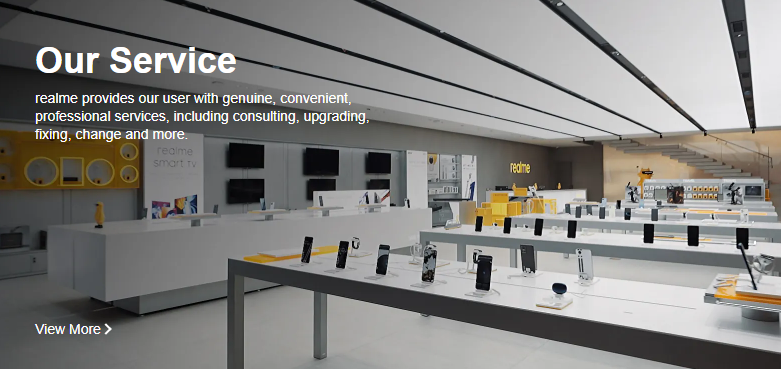 Our Service
realme provides our user with genuine, convenient,
professional services, including consulting, upgrading,
fixing, change and more.
realme
smart tv
realme
View More